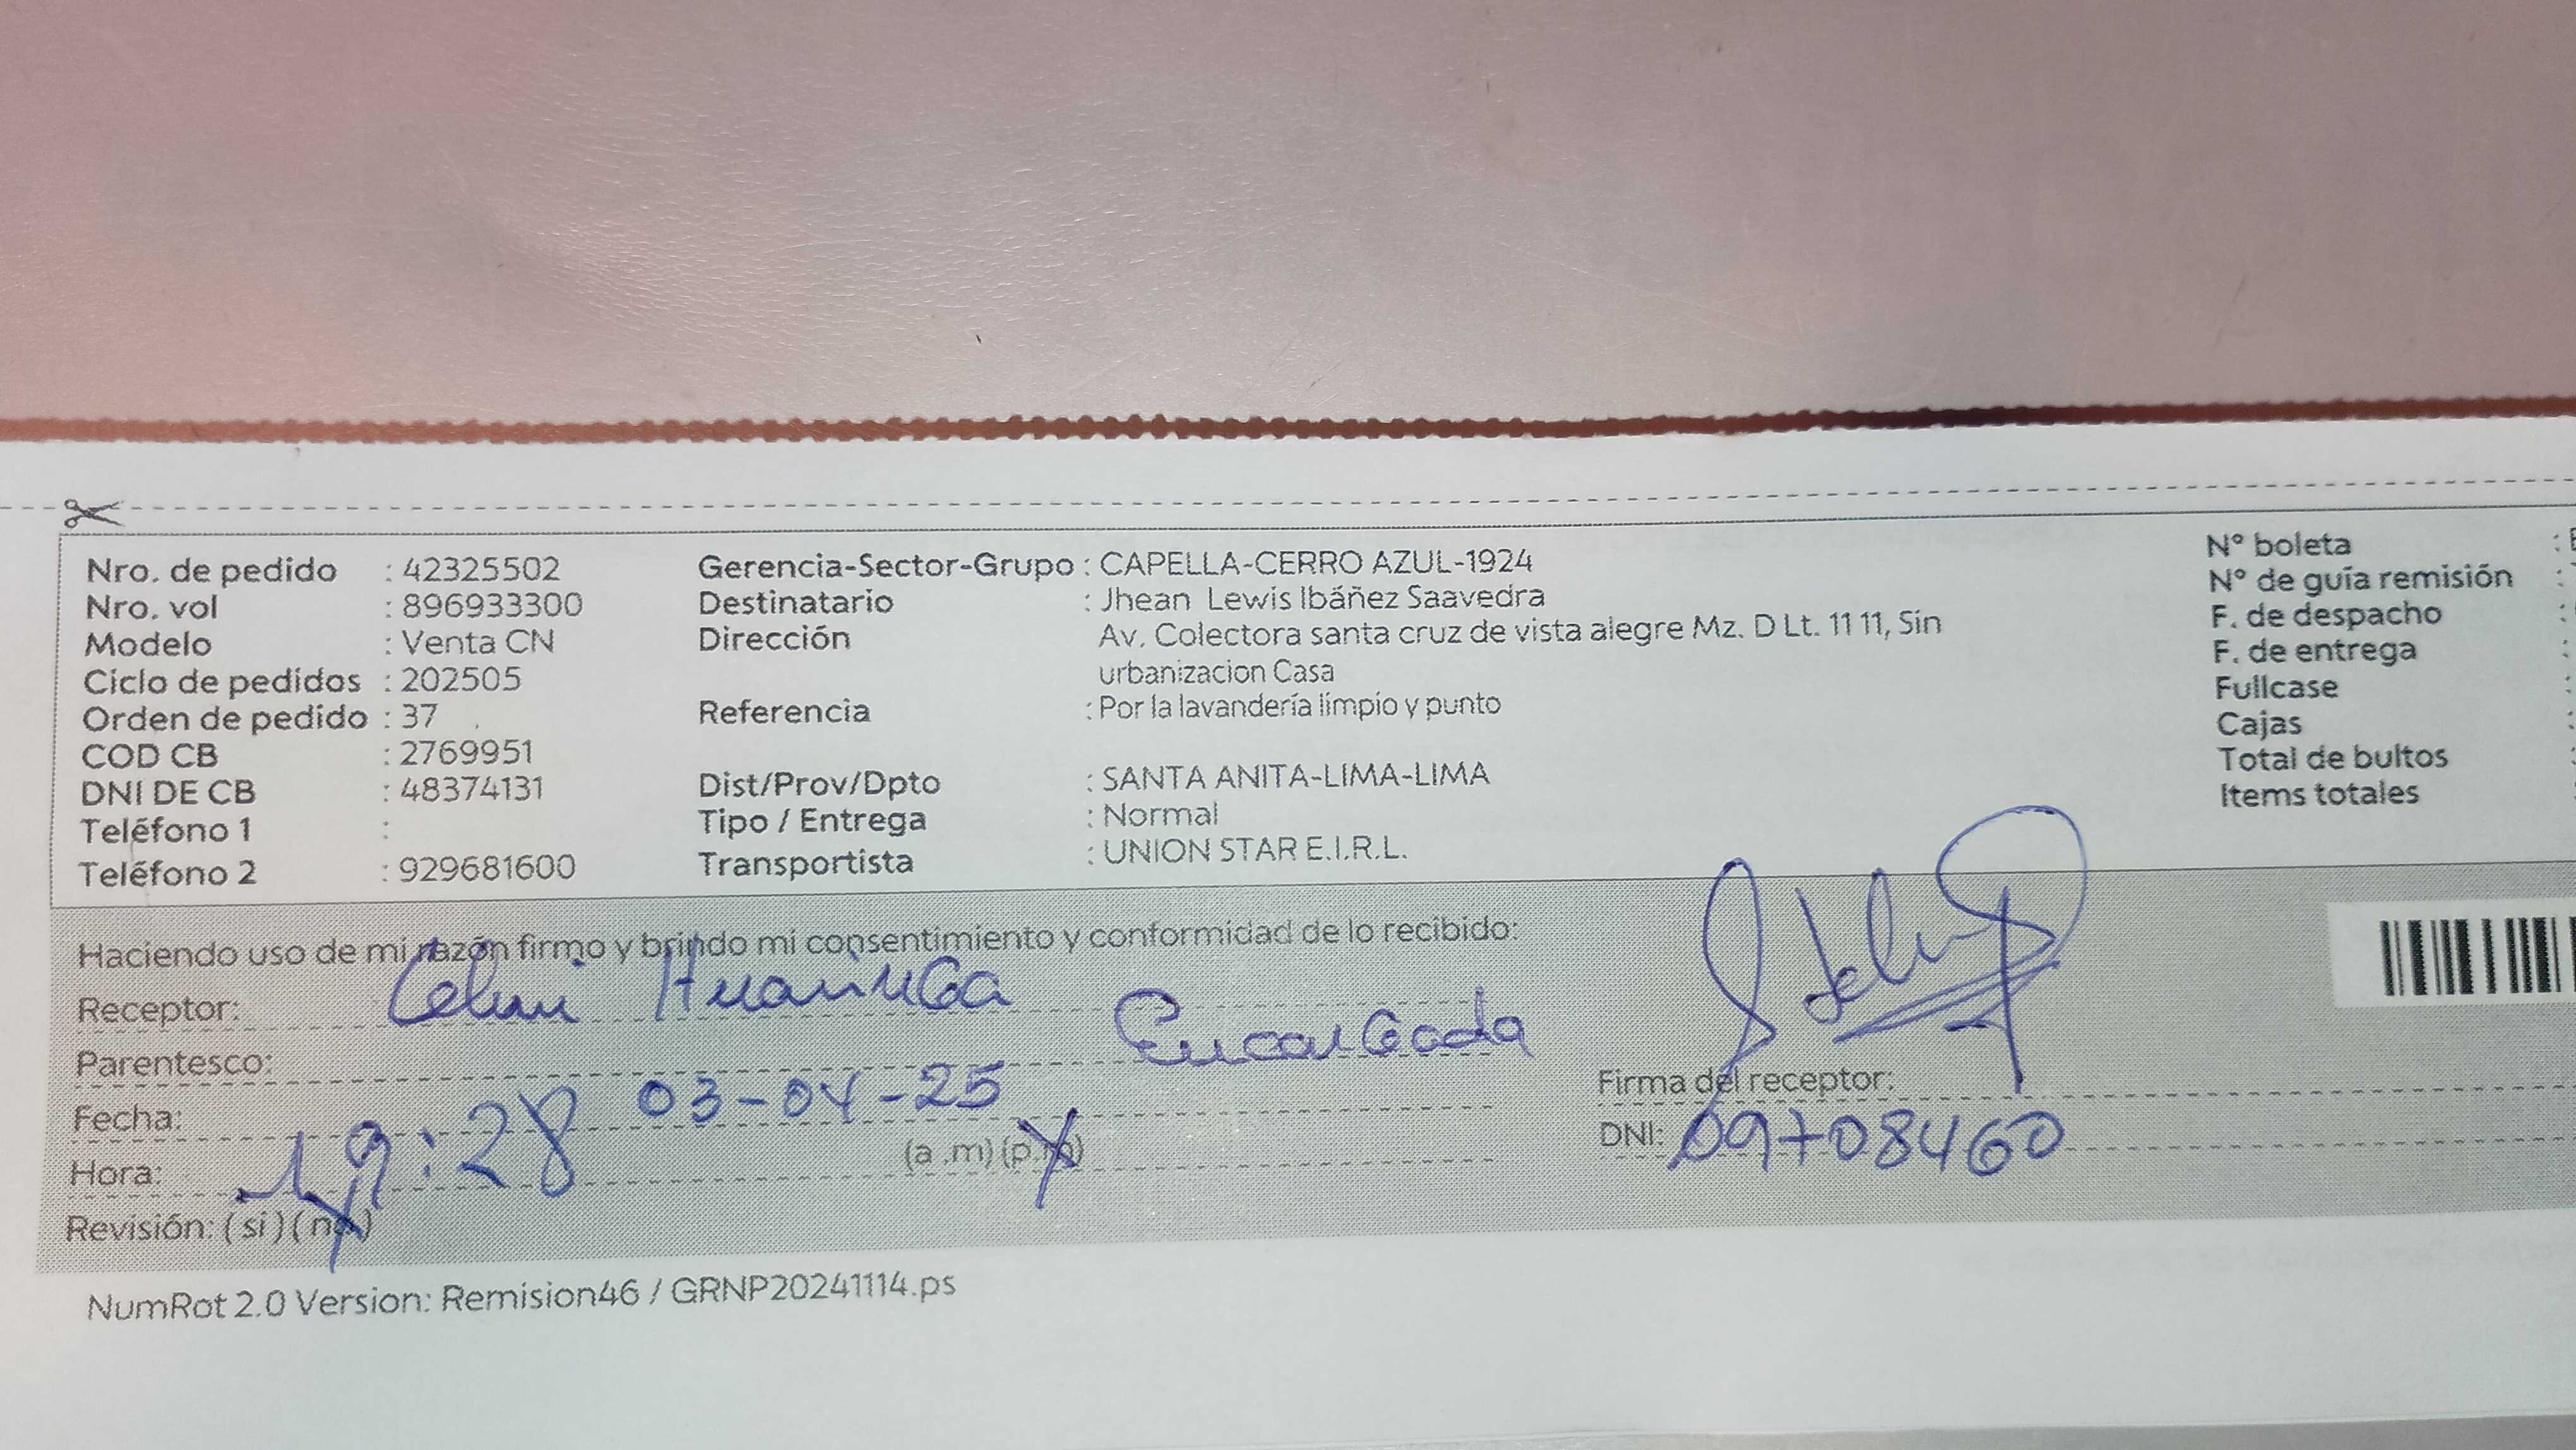 Nro. de pedido : 42325502
Nro. vol : 896933300
Modelo : Venta CN
Ciclo de pedidos : 202505
Orden de pedido : 37
COD CB : 2769951
DNI DE CB : 48374131
Teléfono 1 :
Teléfono 2 : 929681600
Gerencia-Sector-Grupo : CAPELLA-CERRO AZUL-1924
Destinatario : Jhean Lewis Ibáñez Saavedra
Dirección Av. Colectora santa cruz de vista alegre Mz. D Lt. 11 11, Sin
urbanizacion Casa
Referencia : Por la lavandería limpio y punto
Dist/Prov/Dpto : SANTA ANITA-LIMA-LIMA
Tipo / Entrega : Normal
Transportista : UNION STAR E.I.R.L.
N° boleta :
N° de guía remisión :
F. de despacho :
F. de entrega :
Fullcase :
Cajas :
Total de bultos :
Items totales :
Haciendo uso de mi razón firmo y brindo mi consentimiento y conformidad de lo recibido:
Receptor:
Parentesco: Encargada
Fecha: 03-04-25
Hora: 19:28 (a.m) (p.m)
Revisión: ( si ) ( no )
Firma del receptor:
DNI: 09708460
NumRot 2.0 Version: Remision46 / GRNP20241114.ps